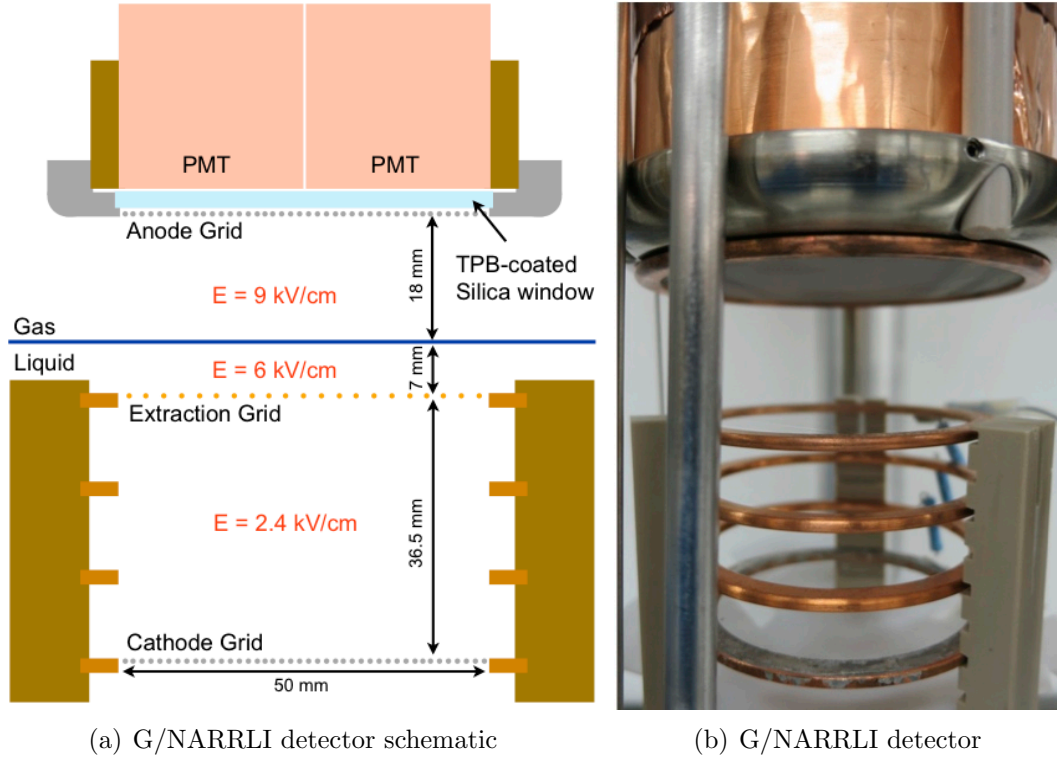 PMT
PMT
Anode Grid
TPB-coated
Silica window
18 mm
E = 9 kV/cm
Gas
Liquid
E = 6 kV/cm
7 mm
Extraction Grid
E = 2.4 kV/cm
36.5 mm
Cathode Grid
50 mm
(a) G/NARRLI detector schematic
(b) G/NARRLI detector